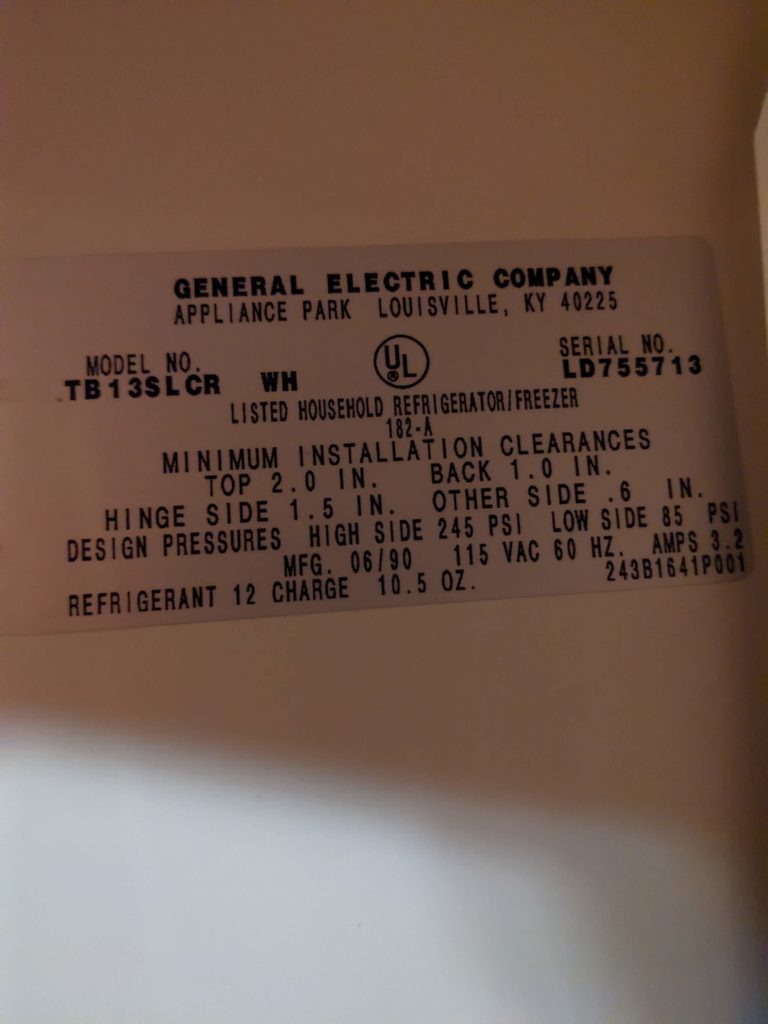 GENERAL ELECTRIC COMPANY
APPLIANCE PARK LOUISVILLE, KY 40225
MODEL NO. UL® SERIAL NO.
TB13SLCR WH LD755713
LISTED HOUSEHOLD REFRIGERATOR/FREEZER
182-A
MINIMUM INSTALLATION CLEARANCES
TOP 2.0 IN. BACK 1.0 IN.
HINGE SIDE 1.5 IN. OTHER SIDE .6 IN.
DESIGN PRESSURES HIGH SIDE 245 PSI LOW SIDE 85 PSI
MFG. 06/90 115 VAC 60 HZ. AMPS 3.2
REFRIGERANT 12 CHARGE 10.5 OZ. 243B1641P001